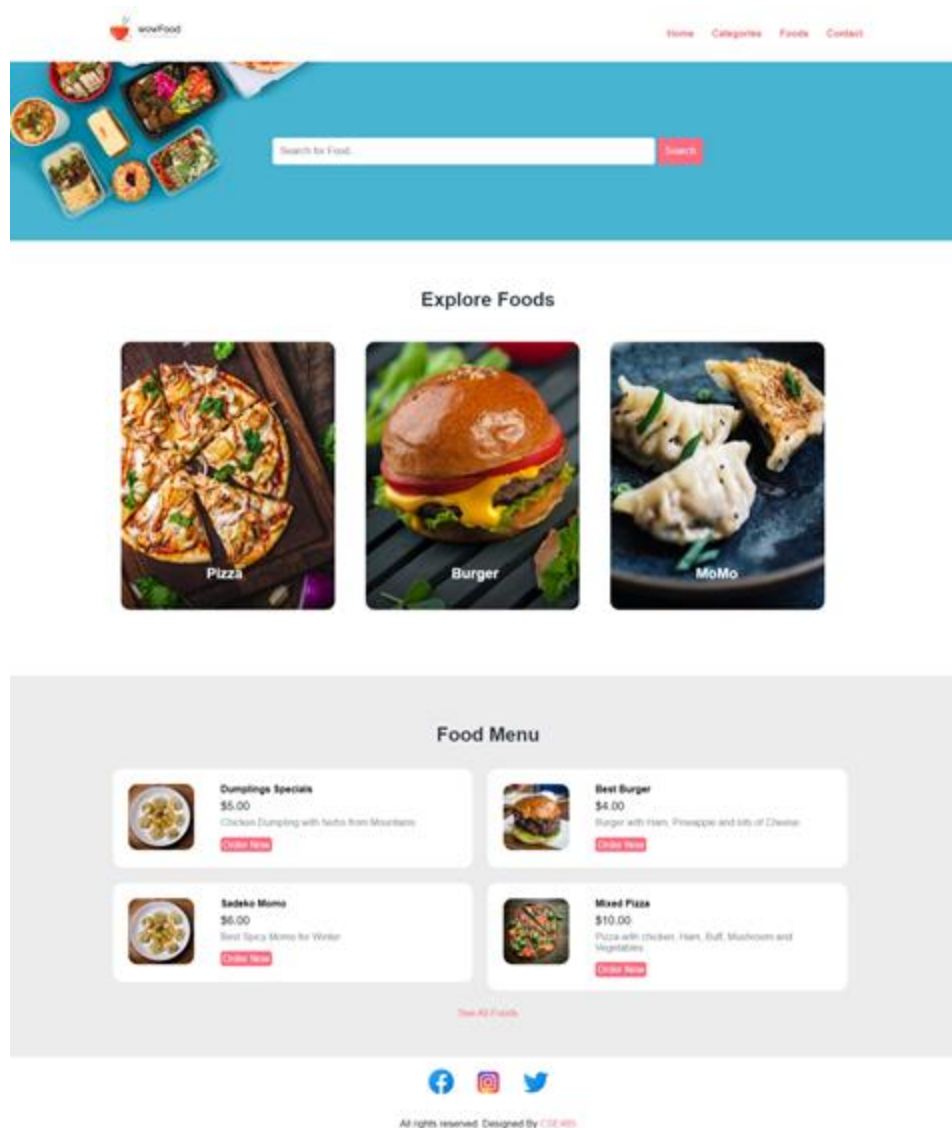 wowFood
Home Categories Foods Contact
Search for Food.. Search
Explore Foods
Pizza
Burger
MoMo
Food Menu
Dumplings Specials
$5.00
Chicken Dumpling with herbs from Mountains
Order Now
Best Burger
$4.00
Burger with Ham, Pineapple and lots of Cheese.
Order Now
Sadeko Momo
$6.00
Best Spicy Momo for Winter
Order Now
Mixed Pizza
$10.00
Pizza with chicken, Ham, Buff, Mushroom and
Vegetables
Order Now
See All Foods
All rights reserved. Designed By